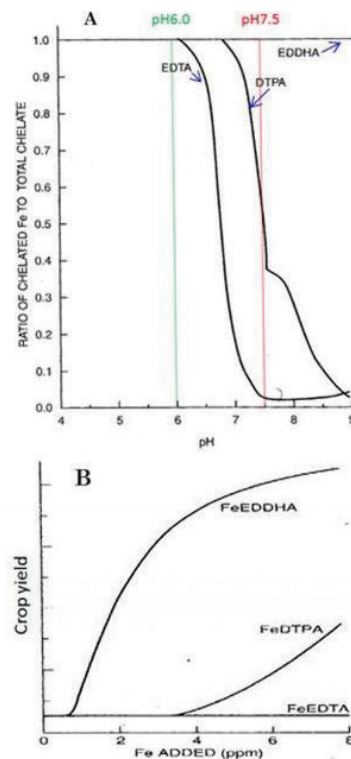 A
pH6.0
pH7.5
1.0
0.9
0.8
0.7
0.6
0.5
0.4
0.3
0.2
0.1
0.0
RATIO OF CHELATED Fe TO TOTAL CHELATE
EDTA
DTPA
EDDHA
4
5
6
7
8
9
pH
B
Crop yield
FeEDDHA
FeDTPA
FeEDTA
0
2
4
6
8
Fe ADDED (ppm)